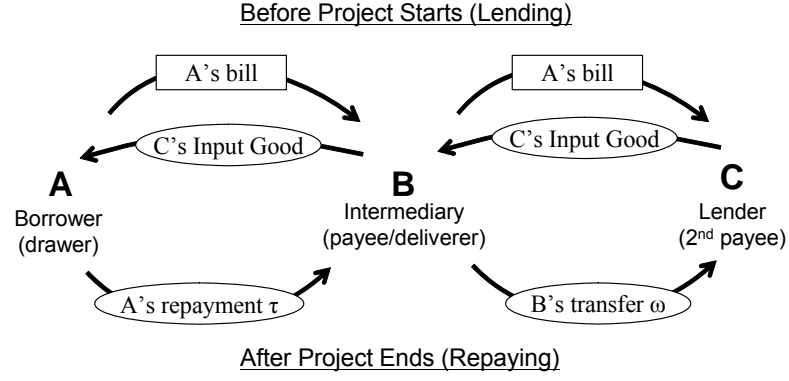 Before Project Starts (Lending)
A's bill
A's bill
C's Input Good
C's Input Good
A
B
C
Borrower
(drawer)
Intermediary
(payee/deliverer)
Lender
(2nd payee)
A's repayment τ
B's transfer ω
After Project Ends (Repaying)